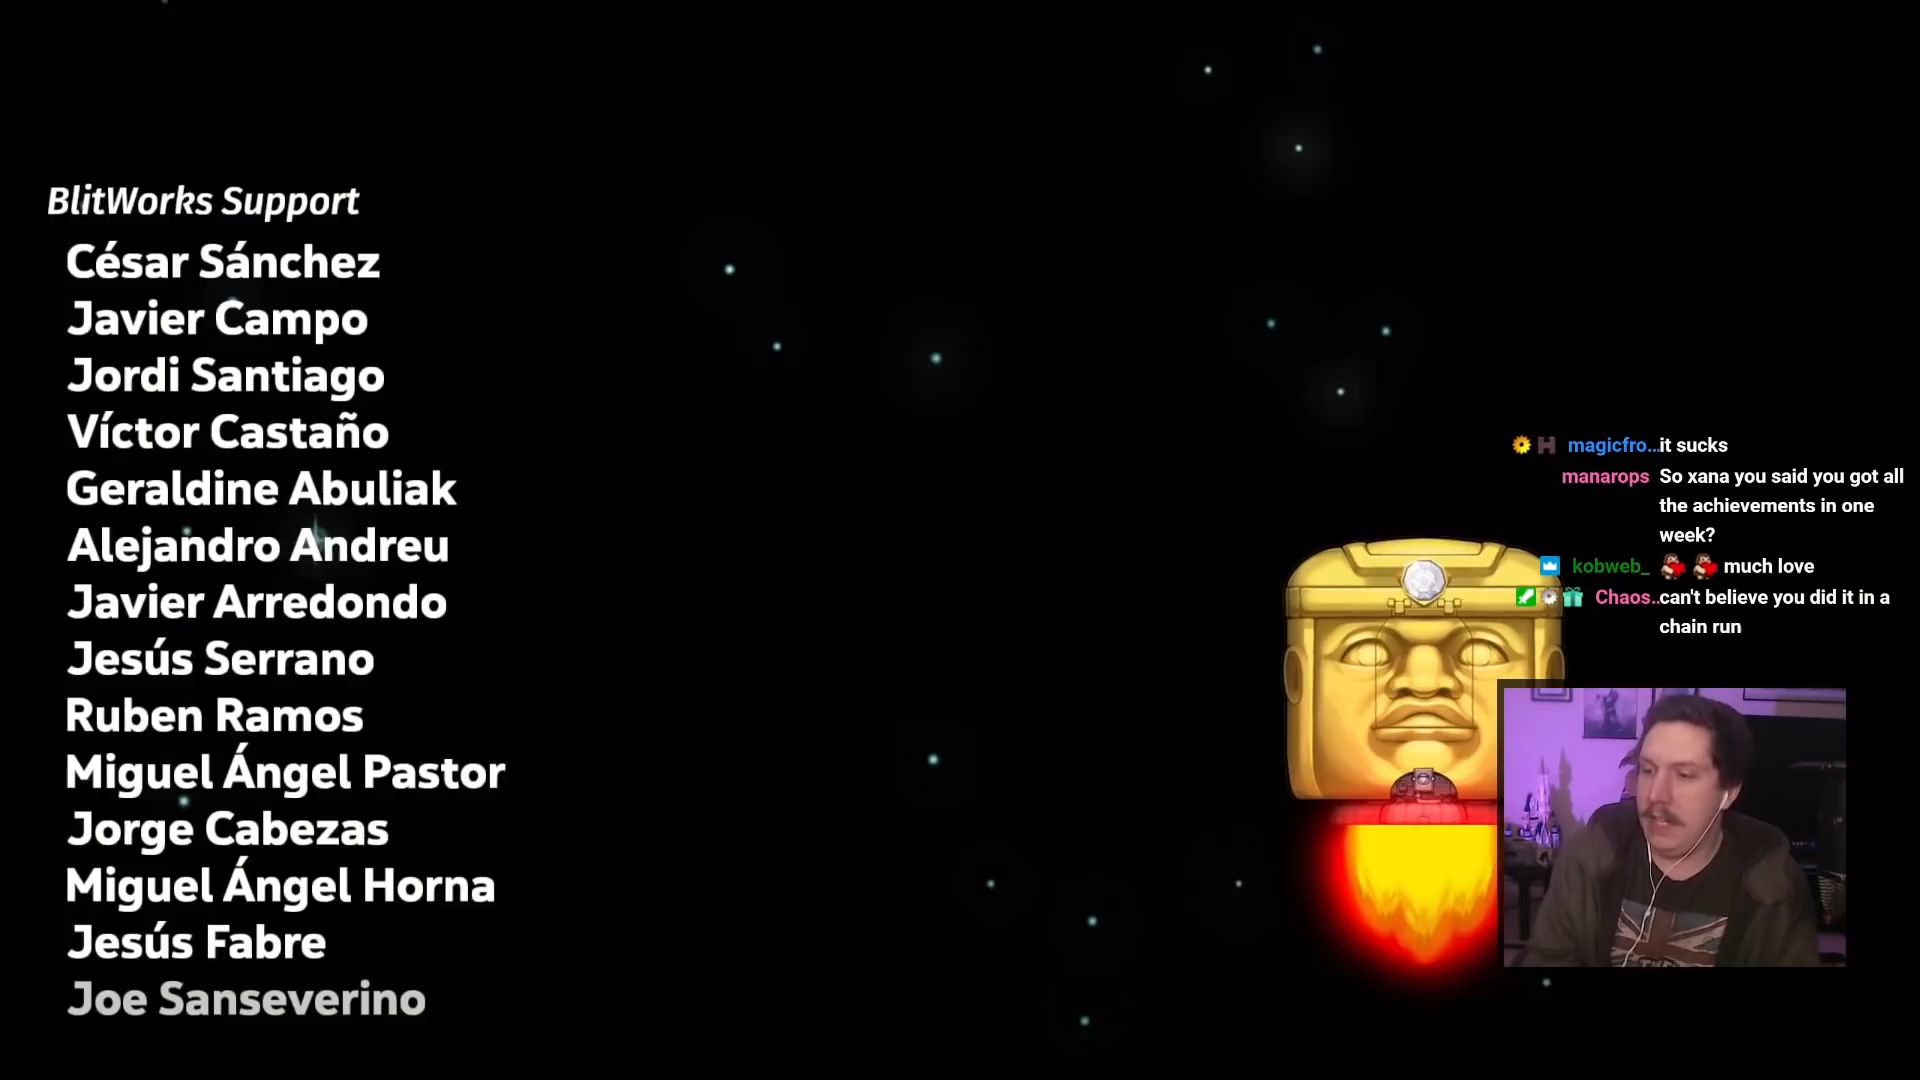 BlitWorks Support
César Sánchez
Javier Campo
Jordi Santiago
Víctor Castaño
Geraldine Abuliak
Alejandro Andreu
Javier Arredondo
Jesús Serrano
Ruben Ramos
Miguel Ángel Pastor
Jorge Cabezas
Miguel Ángel Horna
Jesús Fabre
Joe Sanseverino
magicfro... it sucks
manarops So xana you said you got all
the achievements in one
week?
kobweb_ much love
Chaos... can't believe you did it in a
chain run